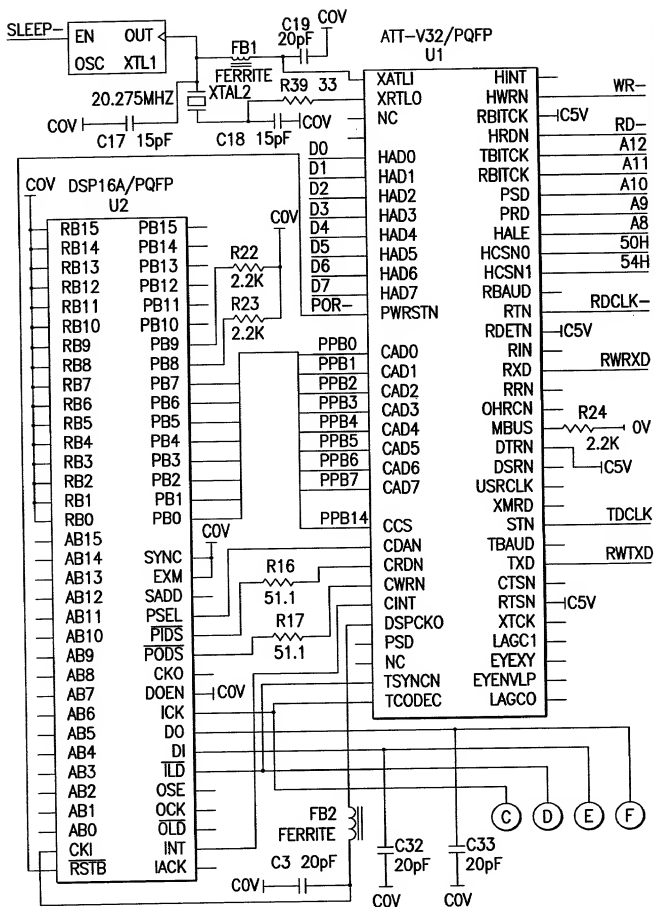 SLEEP-
EN OUT
OSC XTL1
FB1
FERRITE
C19
20pF
COV
ATT-V32/PQFP
U1
20.275MHZ
XTAL2
R39 33
COV
C17 15pF
C18 15pF
COV
COV
DSP16A/PQFP
U2
RB15 PB15
RB14 PB14
RB13 PB13
RB12 PB12
RB11 PB11
RB10 PB10
RB9 PB9
RB8 PB8
RB7 PB7
RB6 PB6
RB5 PB5
RB4 PB4
RB3 PB3
RB2 PB2
RB1 PB1
RB0 PB0
AB15
AB14 SYNC
AB13 EXM
AB12 SADD
AB11 PSEL
AB10 PIDS
AB9 PODS
AB8 CKO
AB7 DOEN
AB6 ICK
AB5 DO
AB4 DI
AB3 ILD
AB2 OSE
AB1 OCK
AB0 OLD
CKI INT
RSTB IACK
COV
R22
2.2K
R23
2.2K
COV
R16
51.1
R17
51.1
COV
D0
D1
D2
D3
D4
D5
D6
D7
POR-
PPB0
PPB1
PPB2
PPB3
PPB4
PPB5
PPB6
PPB7
PPB14
XATLI HINT
XRTLO HWRN
NC RBITCK
HRDN
HAD0 TBITCK
HAD1 RBITCK
HAD2 PSD
HAD3 PRD
HAD4 HALE
HAD5 HCSN0
HAD6 HCSN1
HAD7 RBAUD
PWRSTN RTN
RDETN
CAD0 RIN
CAD1 RXD
CAD2 RRN
CAD3 OHRCN
CAD4 MBUS
CAD5 DTRN
CAD6 DSRN
CAD7 USRCLK
XMRD
CCS STN
CDAN TBAUD
CRDN TXD
CWRN CTSN
CINT RTSN
DSPCKO XTCK
PSD LAGC1
NC EYEXY
TSYNCN EYENVLP
TCODEC LAGCO
WR-
C5V
RD-
A12
A11
A10
A9
A8
50H
54H
RDCLK-
C5V
RWRXD
R24
0V
2.2K
C5V
TDCLK
RWTXD
C5V
C D E F
FB2
FERRITE
C3 20pF
COV
C32
20pF
COV
C33
20pF
COV